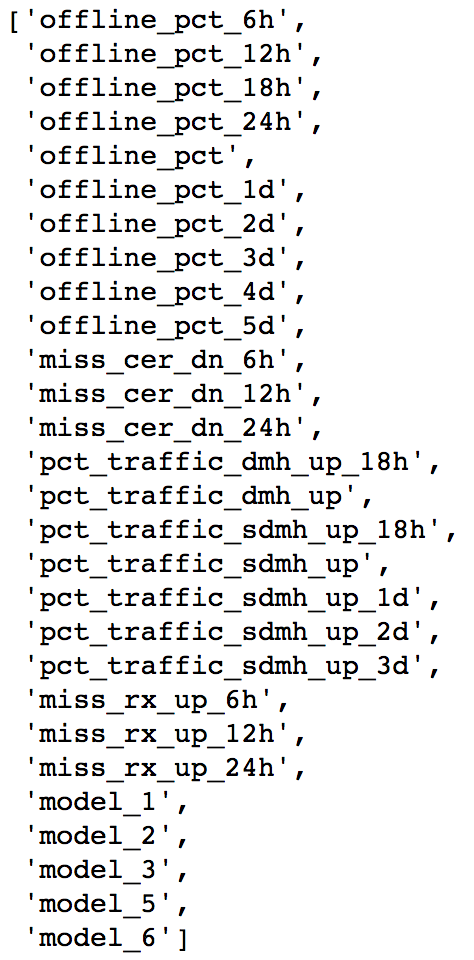 ['offline_pct_6h',
'offline_pct_12h',
'offline_pct_18h',
'offline_pct_24h',
'offline_pct',
'offline_pct_1d',
'offline_pct_2d',
'offline_pct_3d',
'offline_pct_4d',
'offline_pct_5d',
'miss_cer_dn_6h',
'miss_cer_dn_12h',
'miss_cer_dn_24h',
'pct_traffic_dmh_up_18h',
'pct_traffic_dmh_up',
'pct_traffic_sdmh_up_18h',
'pct_traffic_sdmh_up',
'pct_traffic_sdmh_up_1d',
'pct_traffic_sdmh_up_2d',
'pct_traffic_sdmh_up_3d',
'miss_rx_up_6h',
'miss_rx_up_12h',
'miss_rx_up_24h',
'model_1',
'model_2',
'model_3',
'model_5',
'model_6']